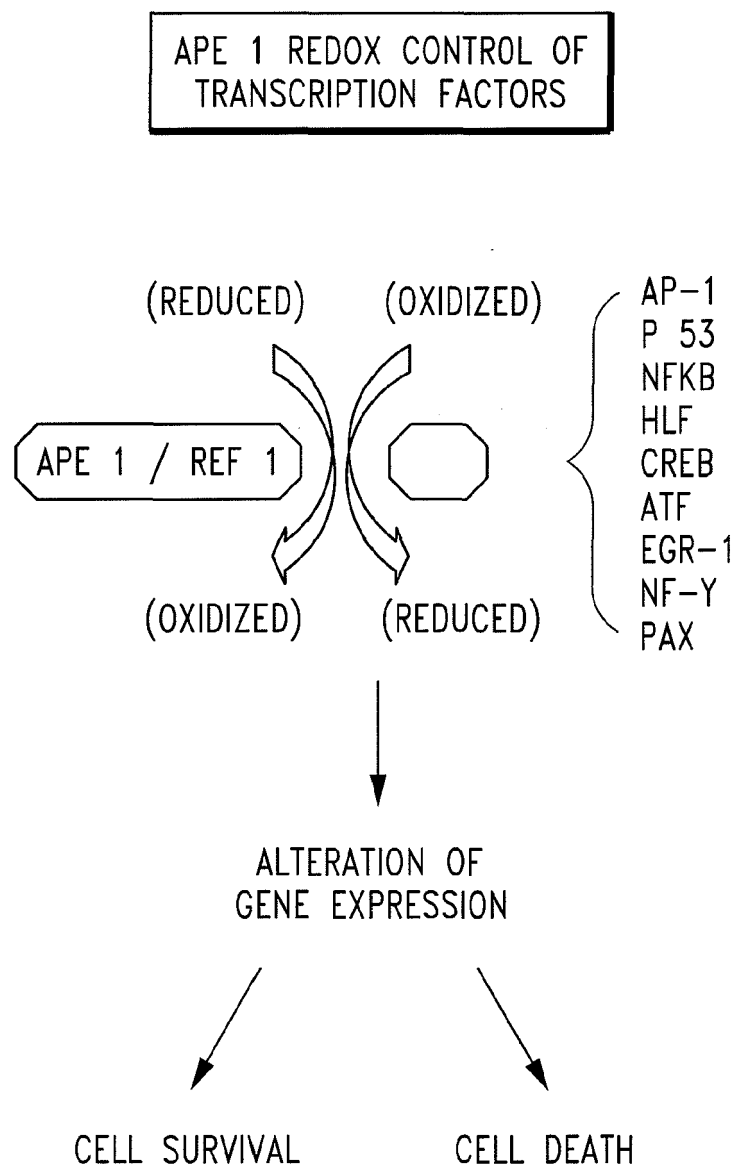 APE 1 REDOX CONTROL OF
TRANSCRIPTION FACTORS
(REDUCED) (OXIDIZED)
APE 1 / REF 1
(OXIDIZED) (REDUCED)
AP-1
P 53
NFKB
HLF
CREB
ATF
EGR-1
NF-Y
PAX
ALTERATION OF
GENE EXPRESSION
CELL SURVIVAL CELL DEATH